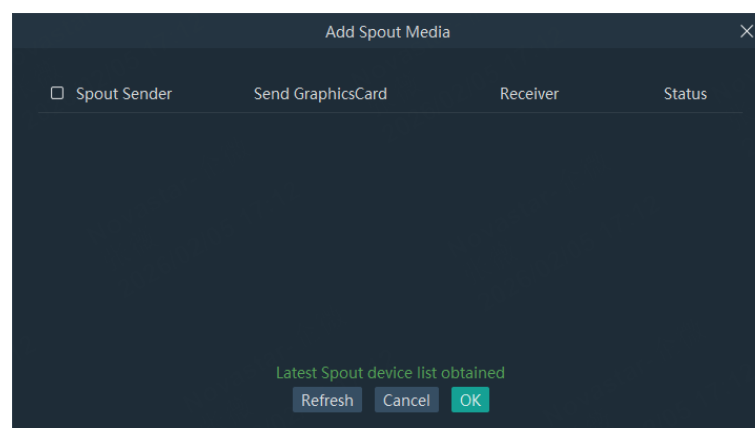 Add Spout Media
Spout Sender Send GraphicsCard Receiver Status
Latest Spout device list obtained
Refresh Cancel OK